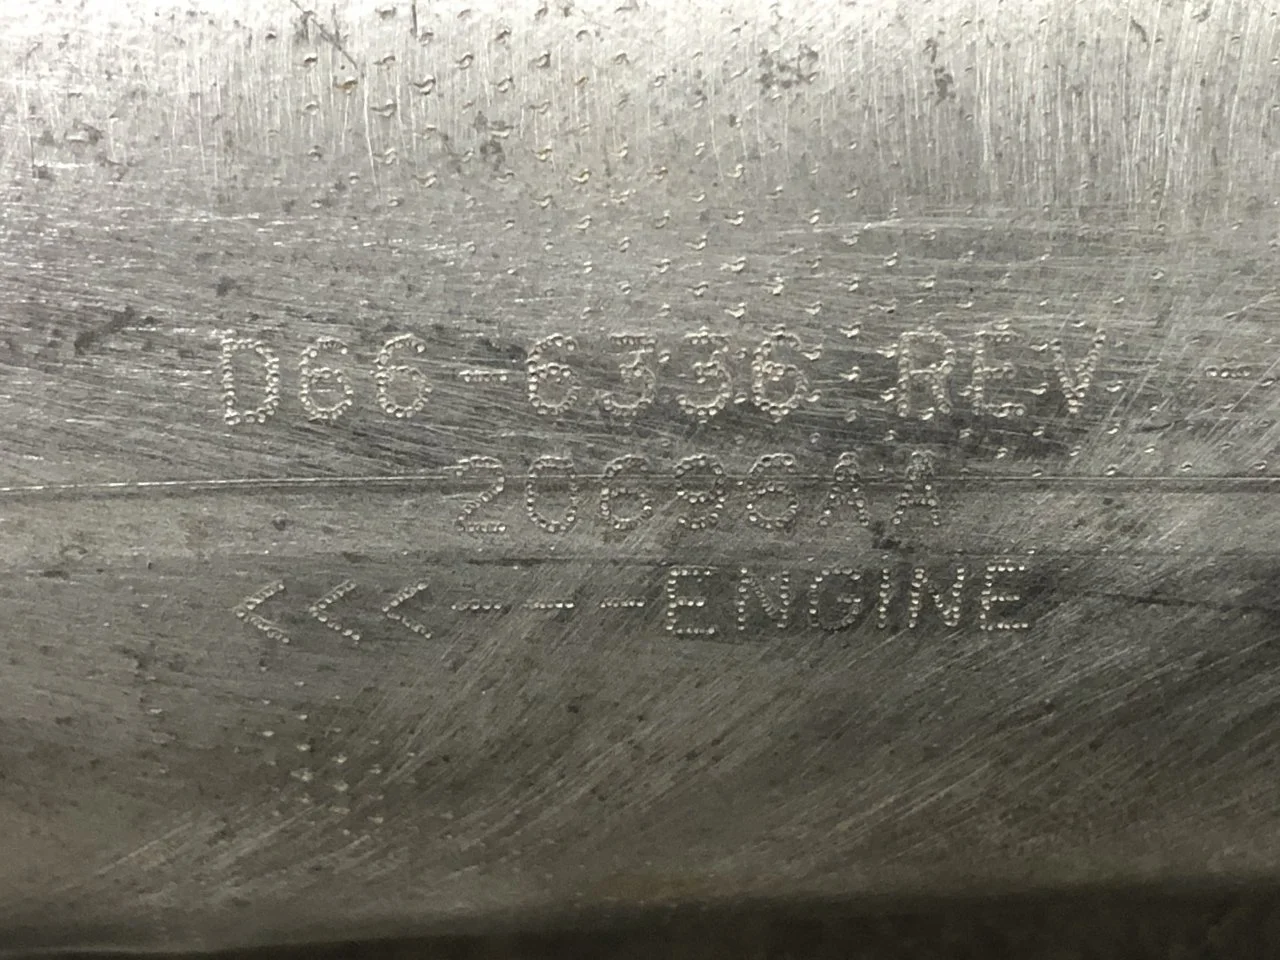 D66-6336 REV -
20696AA
<<<---ENGINE